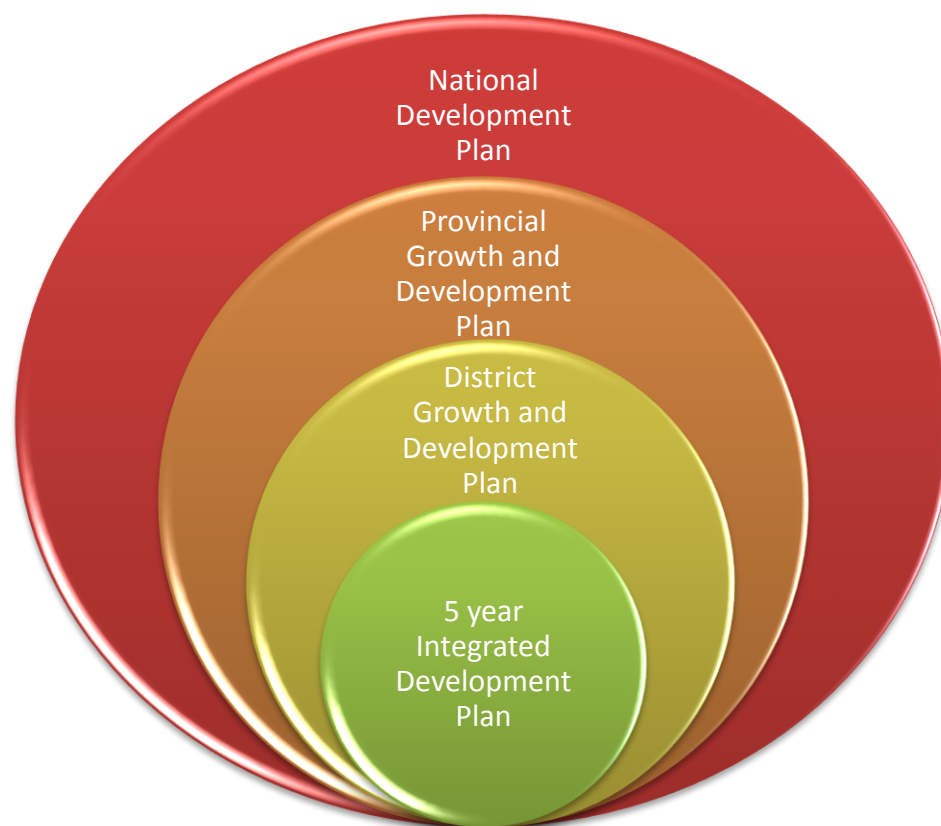 National
Development
Plan
Provincial
Growth and
Development
Plan
District
Growth and
Development
Plan
5 year
Integrated
Development
Plan